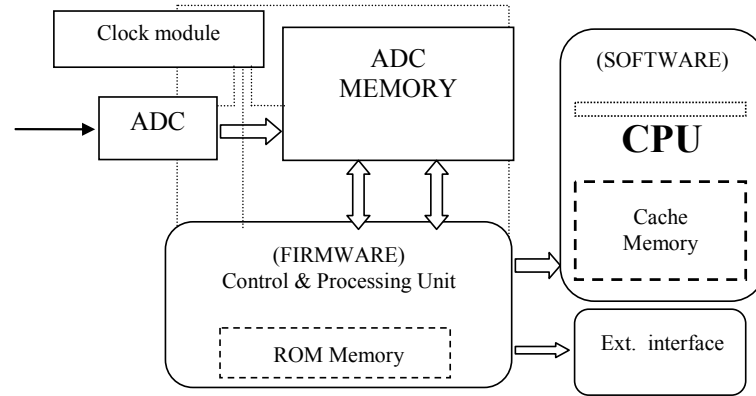 Clock module
ADC
MEMORY
ADC
(SOFTWARE)
CPU
Cache
Memory
(FIRMWARE)
Control & Processing Unit
ROM Memory
Ext. interface